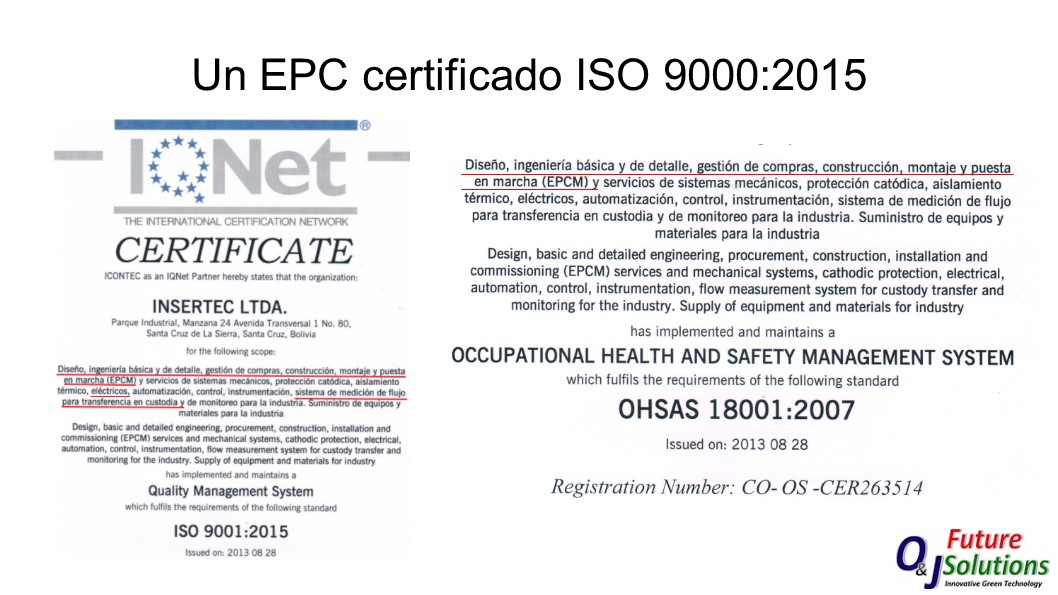 Un EPC certificado ISO 9000:2015
IQNet®
THE INTERNATIONAL CERTIFICATION NETWORK
CERTIFICATE
ICONTEC as an IQNet Partner hereby states that the organization:
INSERTEC LTDA.
Parque Industrial, Manzana 24 Avenida Transversal 1 No. 80,
Santa Cruz de La Sierra, Santa Cruz, Bolivia
for the following scope:
Diseño, ingeniería básica y de detalle, gestión de compras, construcción, montaje y puesta
en marcha (EPCM) y servicios de sistemas mecánicos, protección catódica, aislamiento
térmico, eléctricos, automatización, control, instrumentación, sistema de medición de flujo
para transferencia en custodia y de monitoreo para la industria. Suministro de equipos y
materiales para la industria
Design, basic and detailed engineering, procurement, construction, installation and
commissioning (EPCM) services and mechanical systems, cathodic protection, electrical,
automation, control, instrumentation, flow measurement system for custody transfer and
monitoring for the industry. Supply of equipment and materials for industry
has implemented and maintains a
Quality Management System
which fulfils the requirements of the following standard
ISO 9001:2015
Issued on: 2013 08 28
Diseño, ingeniería básica y de detalle, gestión de compras, construcción, montaje y puesta
en marcha (EPCM) y servicios de sistemas mecánicos, protección catódica, aislamiento
térmico, eléctricos, automatización, control, instrumentación, sistema de medición de flujo
para transferencia en custodia y de monitoreo para la industria. Suministro de equipos y
materiales para la industria
Design, basic and detailed engineering, procurement, construction, installation and
commissioning (EPCM) services and mechanical systems, cathodic protection, electrical,
automation, control, instrumentation, flow measurement system for custody transfer and
monitoring for the industry. Supply of equipment and materials for industry
has implemented and maintains a
OCCUPATIONAL HEALTH AND SAFETY MANAGEMENT SYSTEM
which fulfils the requirements of the following standard
OHSAS 18001:2007
Issued on: 2013 08 28
Registration Number: CO- OS -CER263514
O&J Future
Solutions
Innovative Green Technology